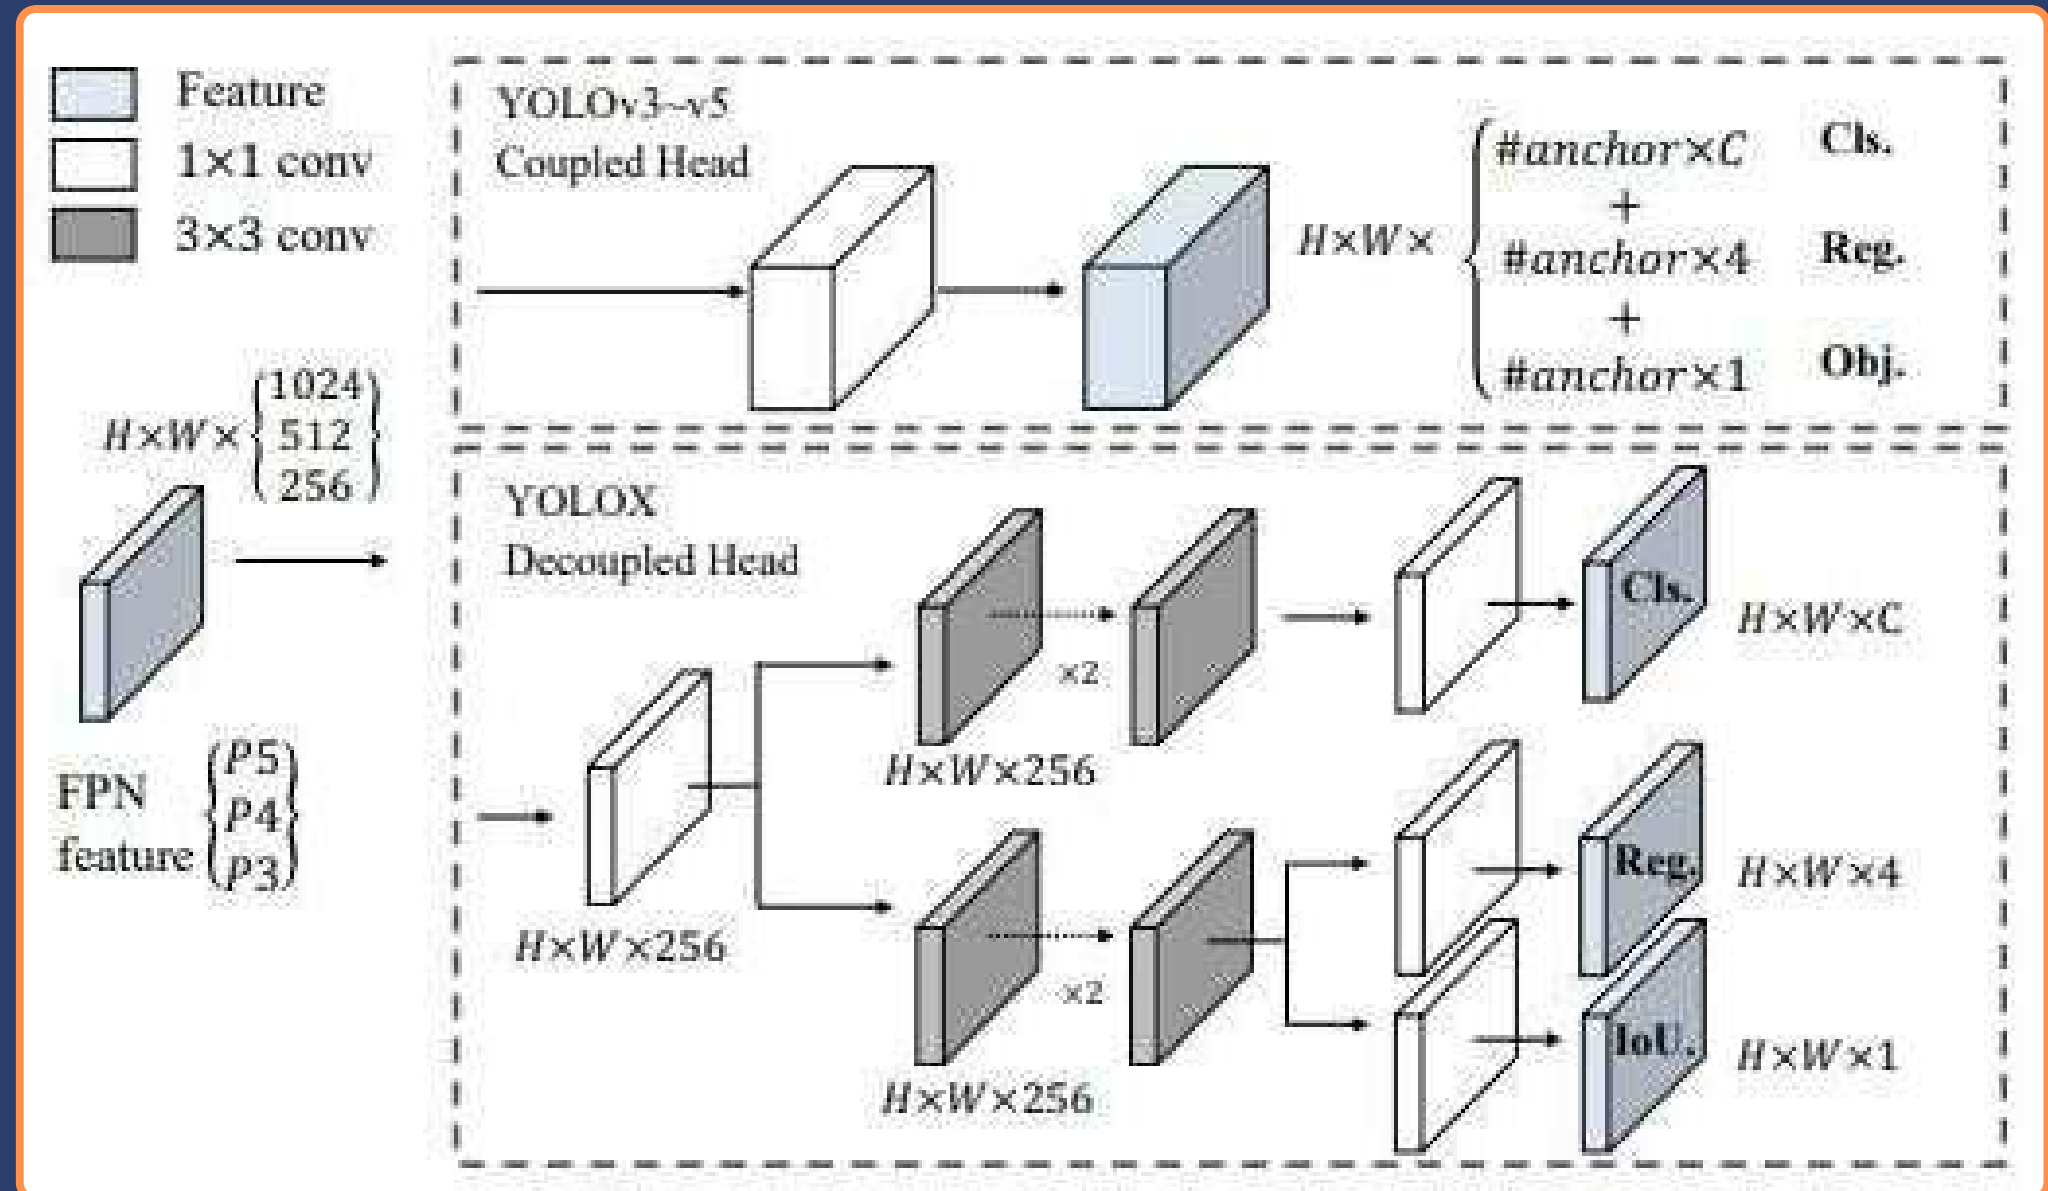 Feature
1×1 conv
3×3 conv
H×W×{1024
512
256}
FPN feature {P5
P4
P3}
YOLOv3~v5
Coupled Head
H×W×{
#anchor×C Cls.
+
#anchor×4 Reg.
+
#anchor×1 Obj.
YOLOX
Decoupled Head
H×W×256
×2
H×W×256
×2
H×W×256
Cls.
H×W×C
Reg.
H×W×4
IoU.
H×W×1